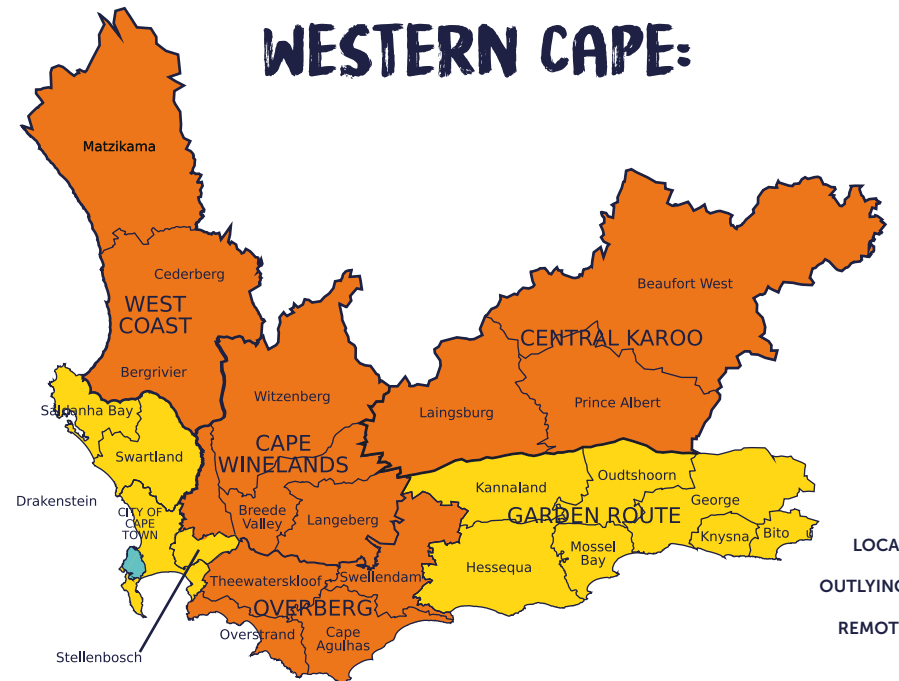 WESTERN CAPE:
Matzikama
Cederberg
WEST
COAST
Bergrivier
Beaufort West
CENTRAL KAROO
Witzenberg
Laingsburg
Prince Albert
Saldanha Bay
Swartland
CAPE
WINELANDS
Drakenstein
CITY OF
CAPE
TOWN
Breede
Valley
Langeberg
Kannaland
Oudtshoorn
George
GARDEN ROUTE
Hessequa
Mossel
Bay
Knysna
Bito
u
LOCA
OUTLYING
REMOT
Theewaterskloof
Swellendam
OVERBERG
Overstrand
Cape
Agulhas
Stellenbosch